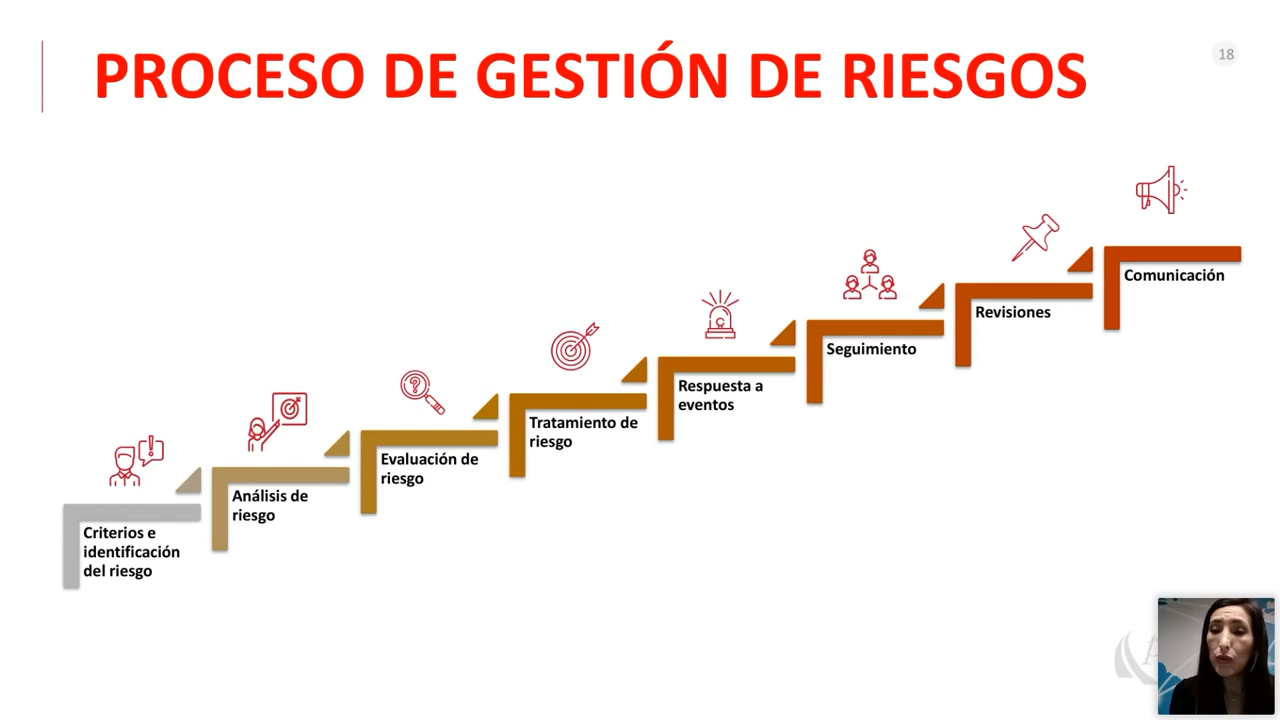 PROCESO DE GESTIÓN DE RIESGOS
18
Criterios e
identificación
del riesgo
Análisis de
riesgo
Evaluación de
riesgo
Tratamiento de
riesgo
Respuesta a
eventos
Seguimiento
Revisiones
Comunicación